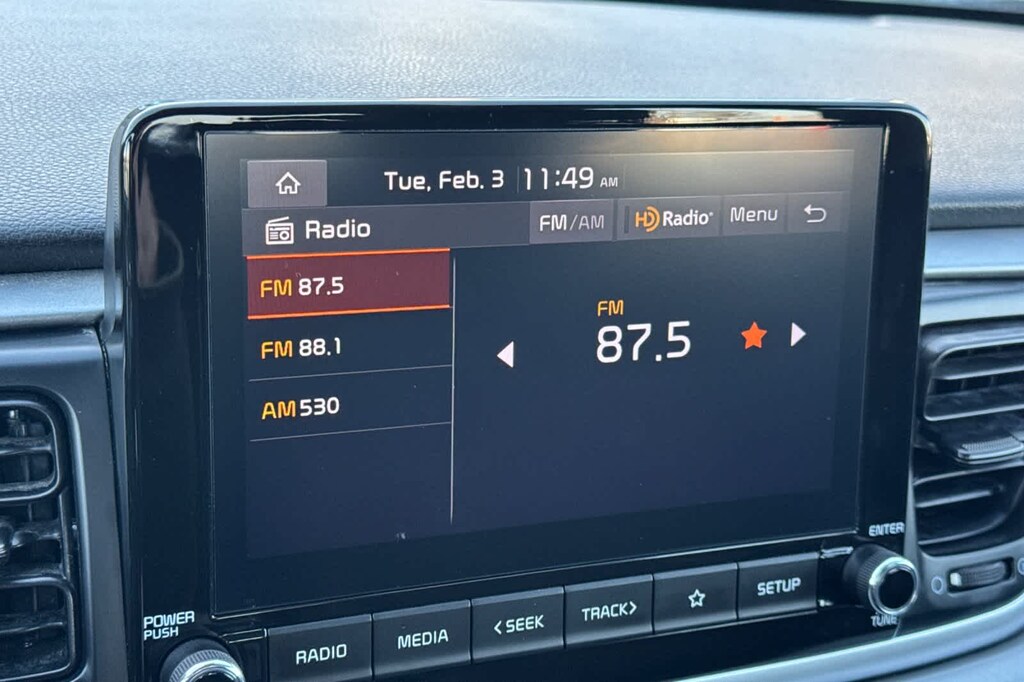 Tue, Feb. 3 11:49 AM
Radio FM/AM HD Radio® Menu
FM 87.5
FM 88.1
AM 530
FM
87.5
ENTER
POWER
PUSH
RADIO MEDIA <SEEK TRACK> SETUP
TUNE